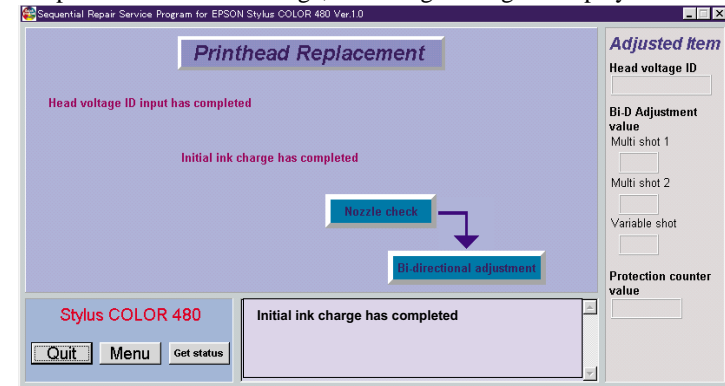 Sequential Repair Service Program for EPSON Stylus COLOR 480 Ver.1.0
Printhead Replacement
Head voltage ID input has completed
Initial ink charge has completed
Nozzle check
Bi-directional adjustment
Adjusted Item
Head voltage ID
Bi-D Adjustment
value
Multi shot 1
Multi shot 2
Variable shot
Protection counter
value
Stylus COLOR 480
Quit
Menu
Get status
Initial ink charge has completed